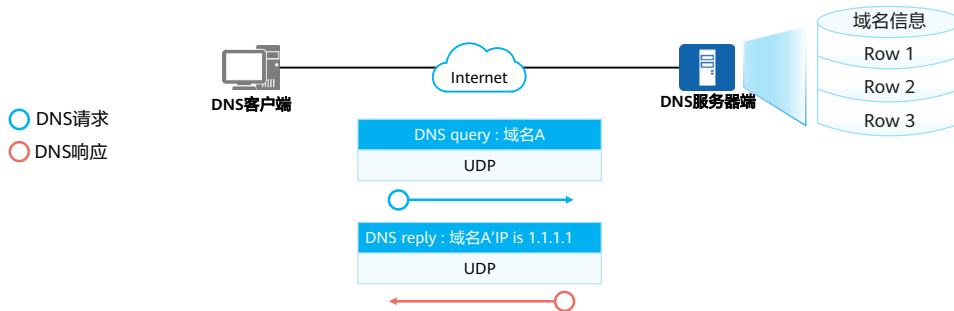 域名信息
Row 1
Row 2
Row 3
Internet
DNS客户端
DNS服务器端
DNS请求
DNS响应
DNS query : 域名A
UDP
DNS reply : 域名A’IP is 1.1.1.1
UDP